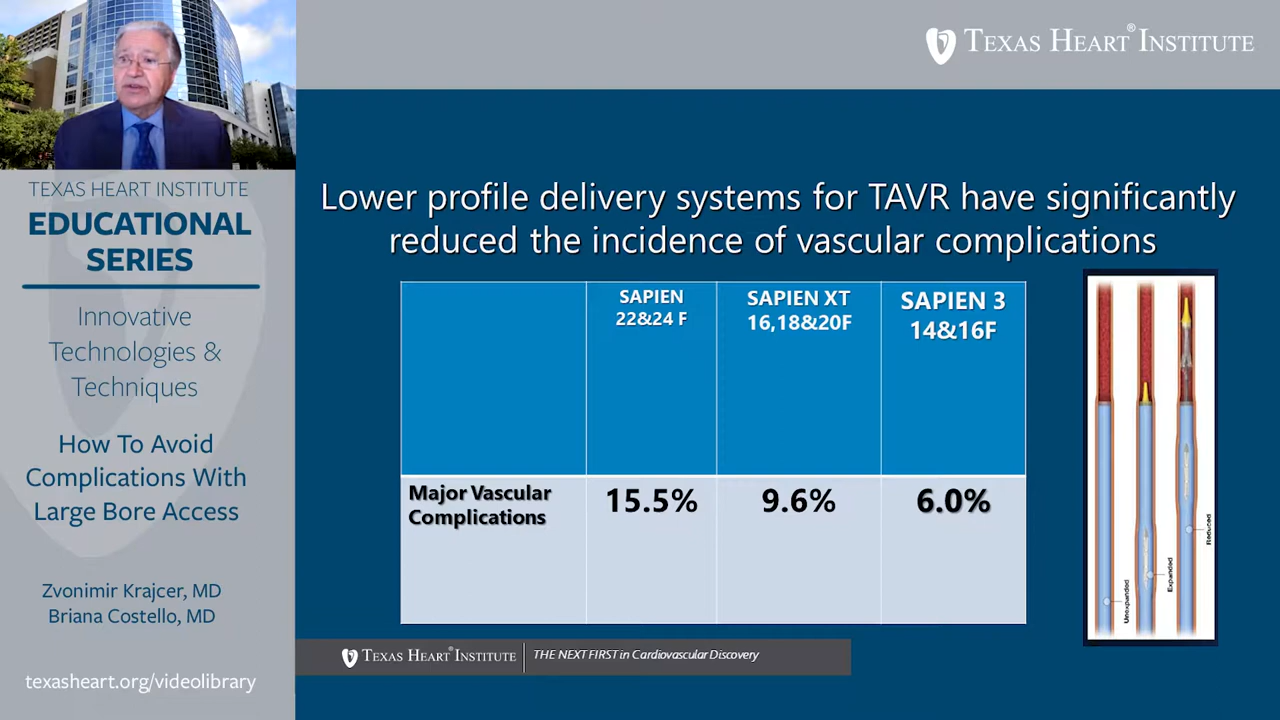 TEXAS HEART® INSTITUTE
TEXAS HEART INSTITUTE
EDUCATIONAL
SERIES
Innovative
Technologies &
Techniques
How To Avoid
Complications With
Large Bore Access
Zvonimir Krajcer, MD
Briana Costello, MD
texasheart.org/videolibrary
Lower profile delivery systems for TAVR have significantly
reduced the incidence of vascular complications
SAPIEN
22&24 F
SAPIEN XT
16,18&20F
SAPIEN 3
14&16F
Major Vascular
Complications
15.5%
9.6%
6.0%
Unexpanded
Expanded
Reduced
TEXAS HEART® INSTITUTE
THE NEXT FIRST in Cardiovascular Discovery